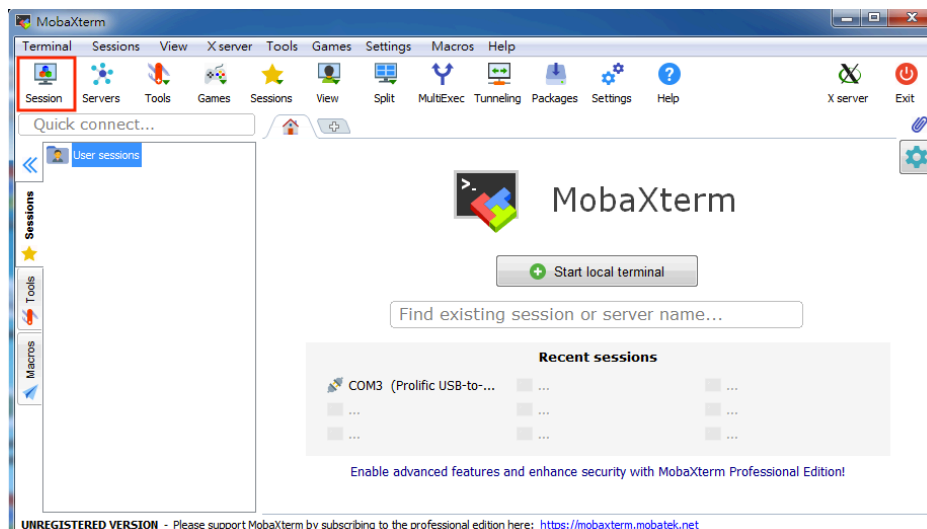 MobaXterm
Terminal Sessions View X server Tools Games Settings Macros Help
Session Servers Tools Games Sessions View Split MultiExec Tunneling Packages Settings Help X server Exit
Quick connect...
User sessions
Sessions
Tools
Macros
>_
MobaXterm
Start local terminal
Find existing session or server name...
Recent sessions
COM3 (Prolific USB-to-... ... ...
... ... ...
... ... ...
Enable advanced features and enhance security with MobaXterm Professional Edition!
UNREGISTERED VERSION - Please support MobaXterm by subscribing to the professional edition here: https://mobaxterm.mobatek.net